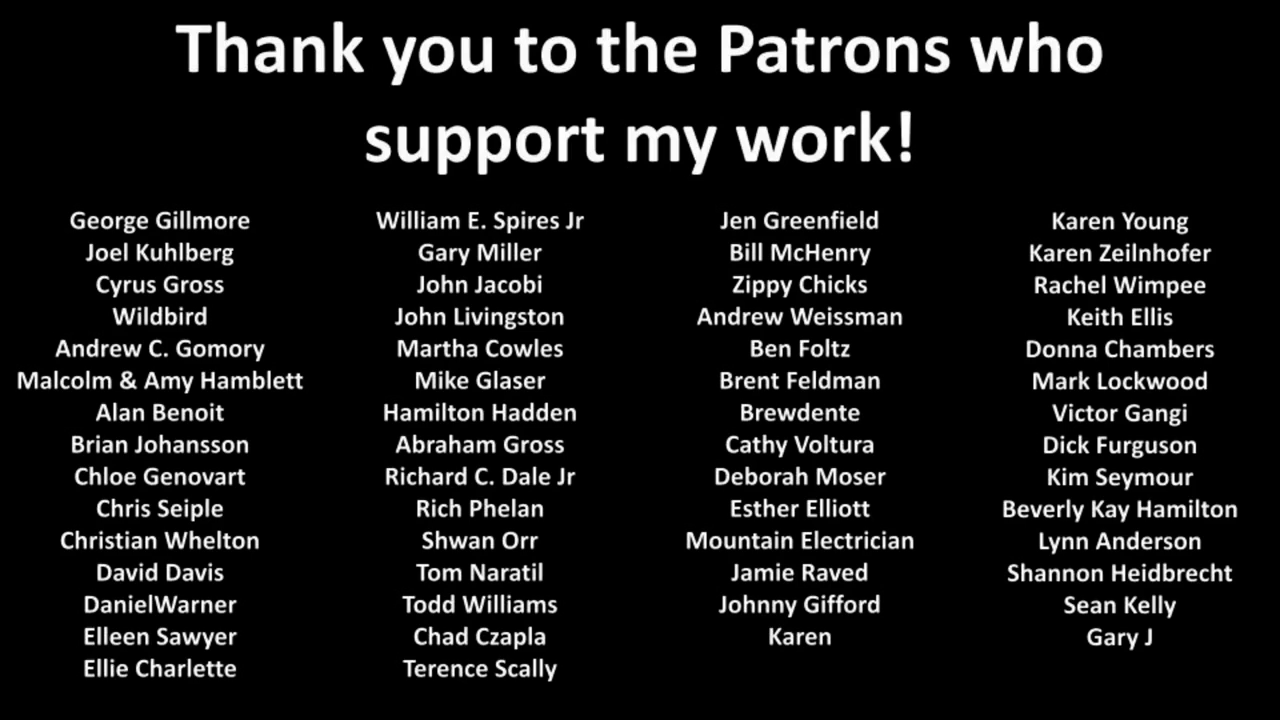 Thank you to the Patrons who
support my work!
George Gillmore
Joel Kuhlberg
Cyrus Gross
Wildbird
Andrew C. Gomory
Malcolm & Amy Hamblett
Alan Benoit
Brian Johansson
Chloe Genovart
Chris Seiple
Christian Whelton
David Davis
DanielWarner
Elleen Sawyer
Ellie Charlette
William E. Spires Jr
Gary Miller
John Jacobi
John Livingston
Martha Cowles
Mike Glaser
Hamilton Hadden
Abraham Gross
Richard C. Dale Jr
Rich Phelan
Shwan Orr
Tom Naratil
Todd Williams
Chad Czapla
Terence Scally
Jen Greenfield
Bill McHenry
Zippy Chicks
Andrew Weissman
Ben Foltz
Brent Feldman
Brewdente
Cathy Voltura
Deborah Moser
Esther Elliott
Mountain Electrician
Jamie Raved
Johnny Gifford
Karen
Karen Young
Karen Zeilnhofer
Rachel Wimpee
Keith Ellis
Donna Chambers
Mark Lockwood
Victor Gangi
Dick Furguson
Kim Seymour
Beverly Kay Hamilton
Lynn Anderson
Shannon Heidbrecht
Sean Kelly
Gary J